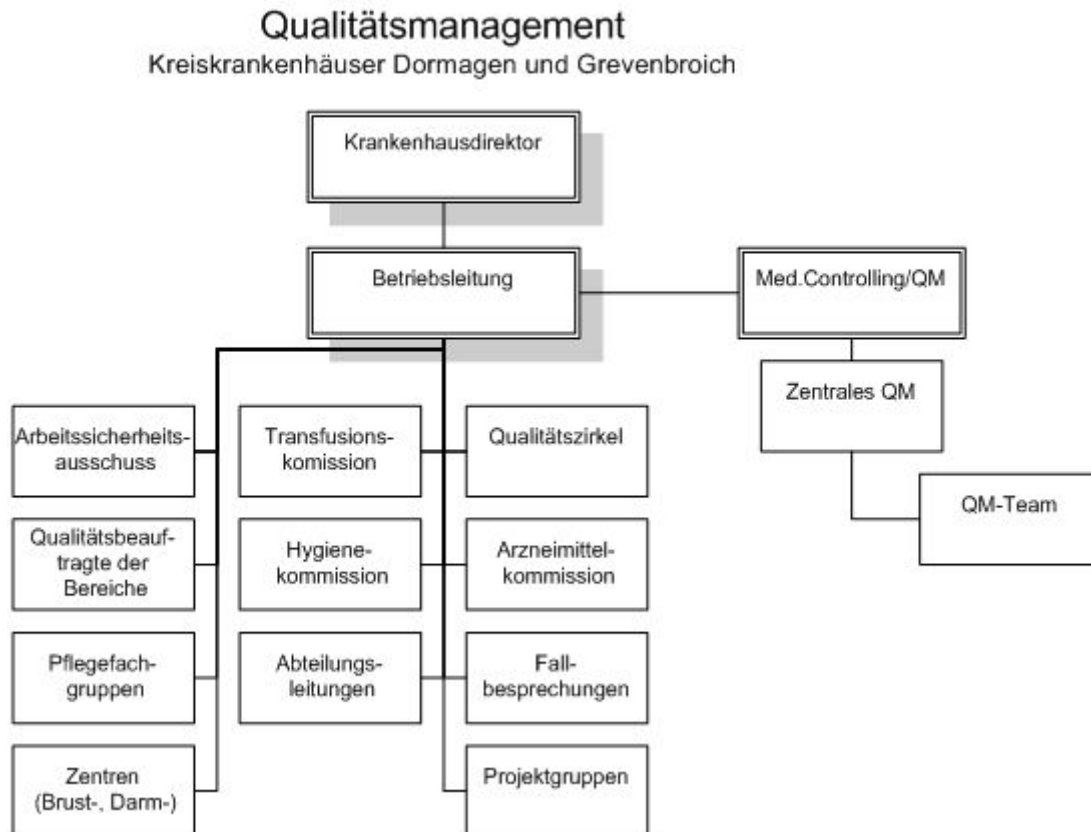 Qualitätsmanagement
Kreiskrankenhäuser Dormagen und Grevenbroich
Krankenhausdirektor
Betriebsleitung
Med.Controlling/QM
Zentrales QM
QM-Team
Arbeitssicherheits-
ausschuss
Transfusions-
komission
Qualitätszirkel
Qualitätsbeauf-
tragte der
Bereiche
Hygiene-
kommission
Arzneimittel-
kommission
Pflegefach-
gruppen
Abteilungs-
leitungen
Fall-
besprechungen
Zentren
(Brust-, Darm-)
Projektgruppen